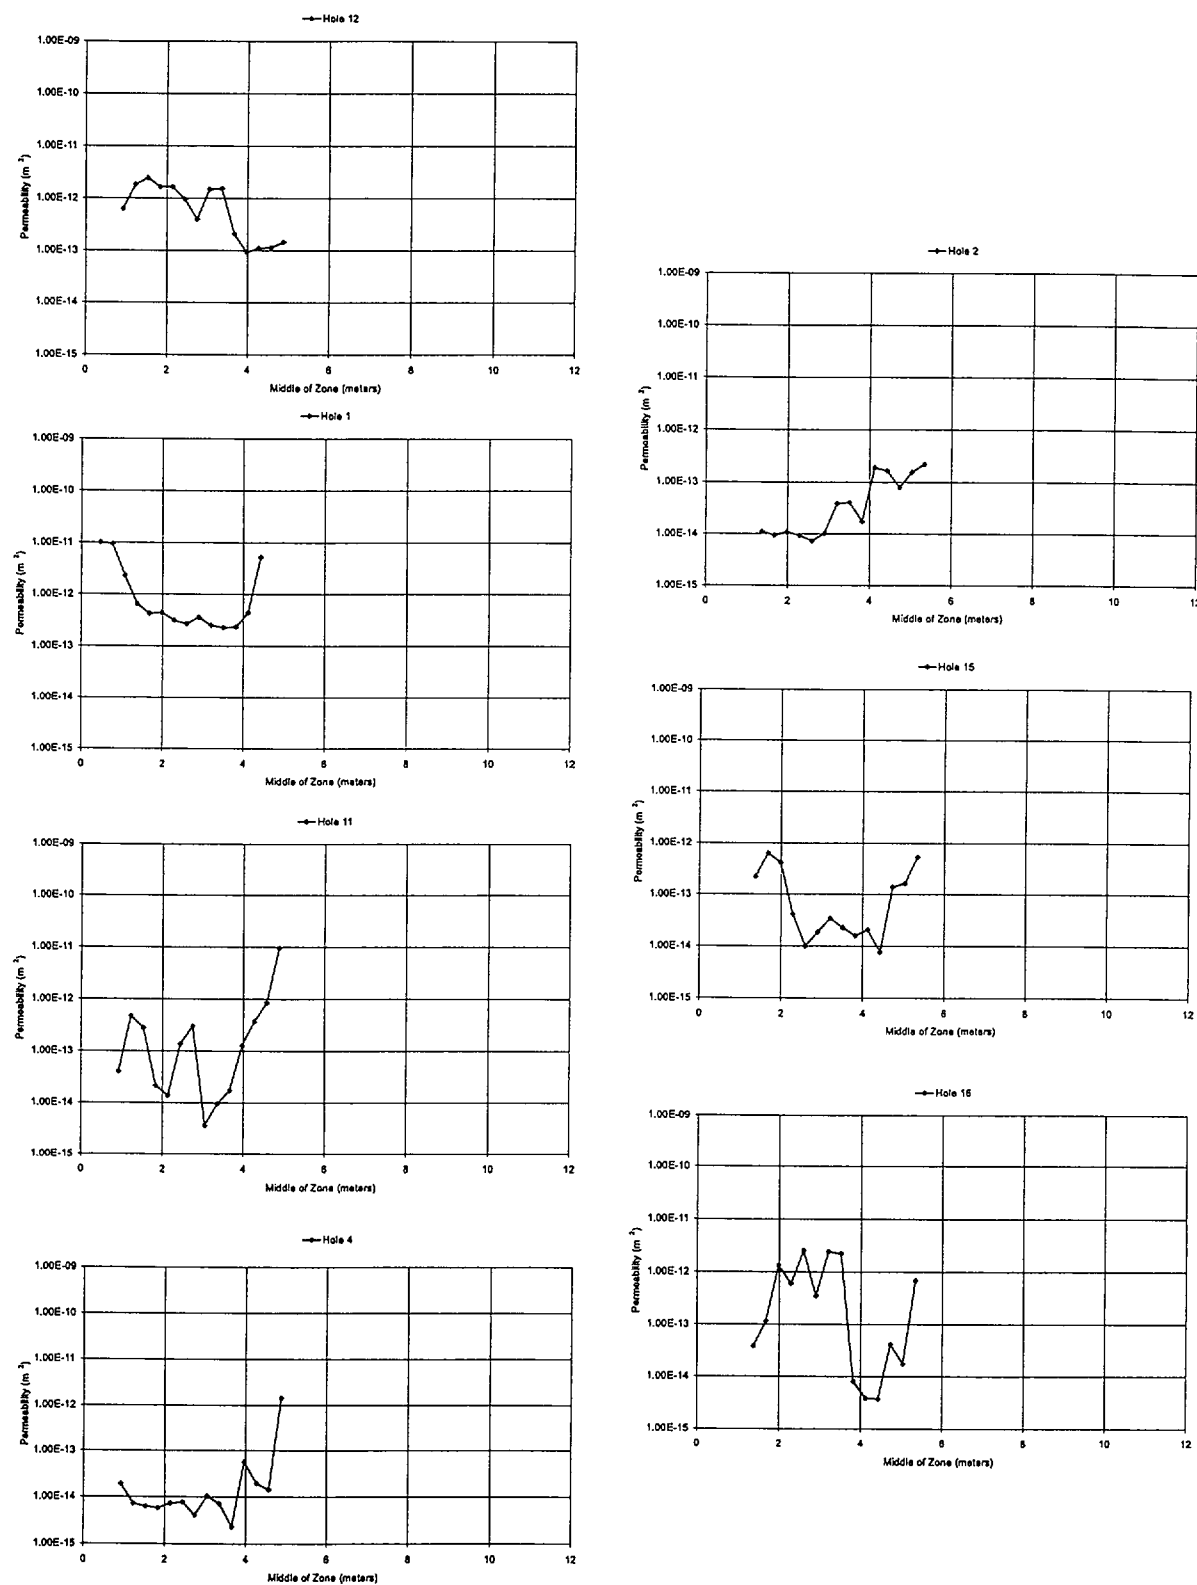 Hole 12
1.00E-09
1.00E-10
1.00E-11
1.00E-12
1.00E-13
1.00E-14
1.00E-15
Permeability (m²)
0 2 4 6 8 10 12
Middle of Zone (meters)
Hole 1
1.00E-09
1.00E-10
1.00E-11
1.00E-12
1.00E-13
1.00E-14
1.00E-15
Permeability (m²)
0 2 4 6 8 10 12
Middle of Zone (meters)
Hole 11
1.00E-09
1.00E-10
1.00E-11
1.00E-12
1.00E-13
1.00E-14
1.00E-15
Permeability (m²)
0 2 4 6 8 10 12
Middle of Zone (meters)
Hole 4
1.00E-09
1.00E-10
1.00E-11
1.00E-12
1.00E-13
1.00E-14
1.00E-15
Permeability (m²)
0 2 4 6 8 10 12
Middle of Zone (meters)
Hole 2
1.00E-09
1.00E-10
1.00E-11
1.00E-12
1.00E-13
1.00E-14
1.00E-15
Permeability (m²)
0 2 4 6 8 10 12
Middle of Zone (meters)
Hole 15
1.00E-09
1.00E-10
1.00E-11
1.00E-12
1.00E-13
1.00E-14
1.00E-15
Permeability (m²)
0 2 4 6 8 10 12
Middle of Zone (meters)
Hole 16
1.00E-09
1.00E-10
1.00E-11
1.00E-12
1.00E-13
1.00E-14
1.00E-15
Permeability (m²)
0 2 4 6 8 10 12
Middle of Zone (meters)